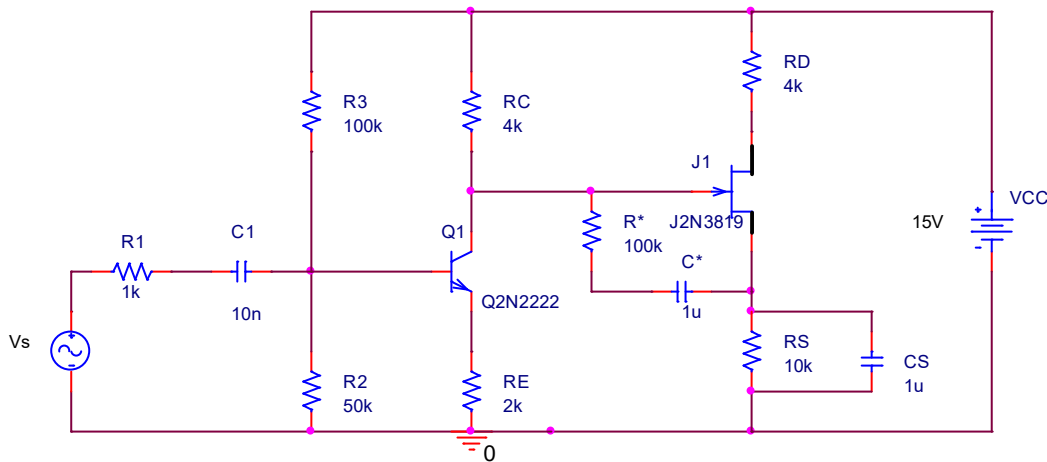 R3
100k
RC
4k
RD
4k
J1
J2N3819
R*
100k
C*
1u
VCC
15V
R1
1k
C1
10n
Q1
Q2N2222
Vs
R2
50k
RE
2k
RS
10k
CS
1u
0